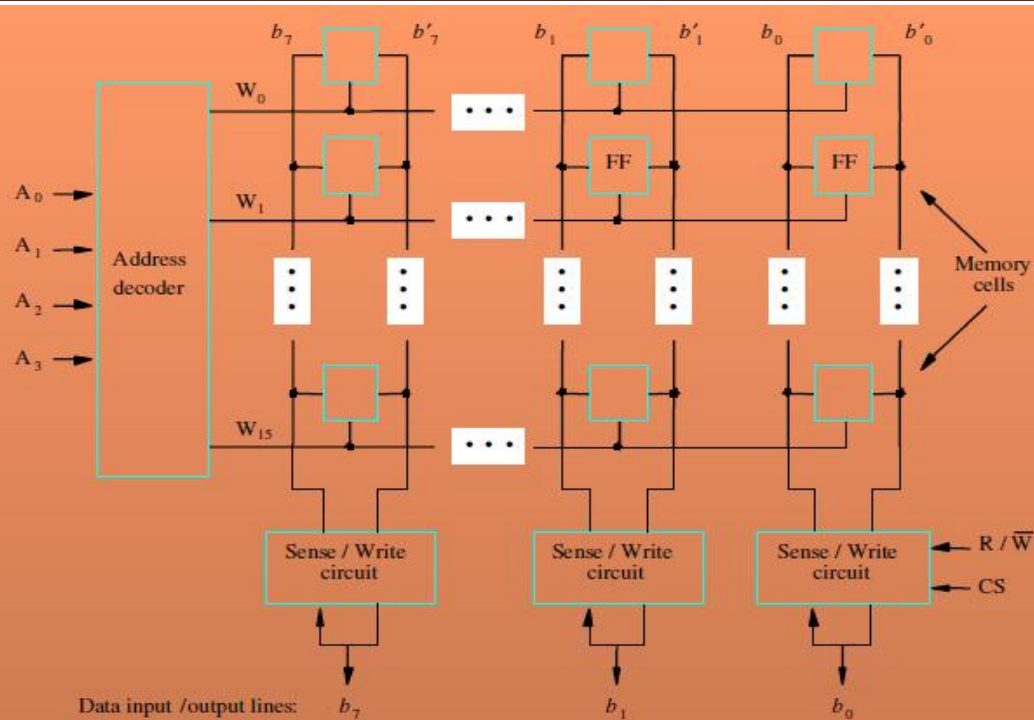 b7 b′7 b1 b′1 b0 b′0
W0
FF FF
A0
W1
A1
Address
decoder
Memory
cells
A2
A3
W15
Sense / Write
circuit
Sense / Write
circuit
Sense / Write
circuit
R / W̅
CS
Data input /output lines: b7 b1 b0